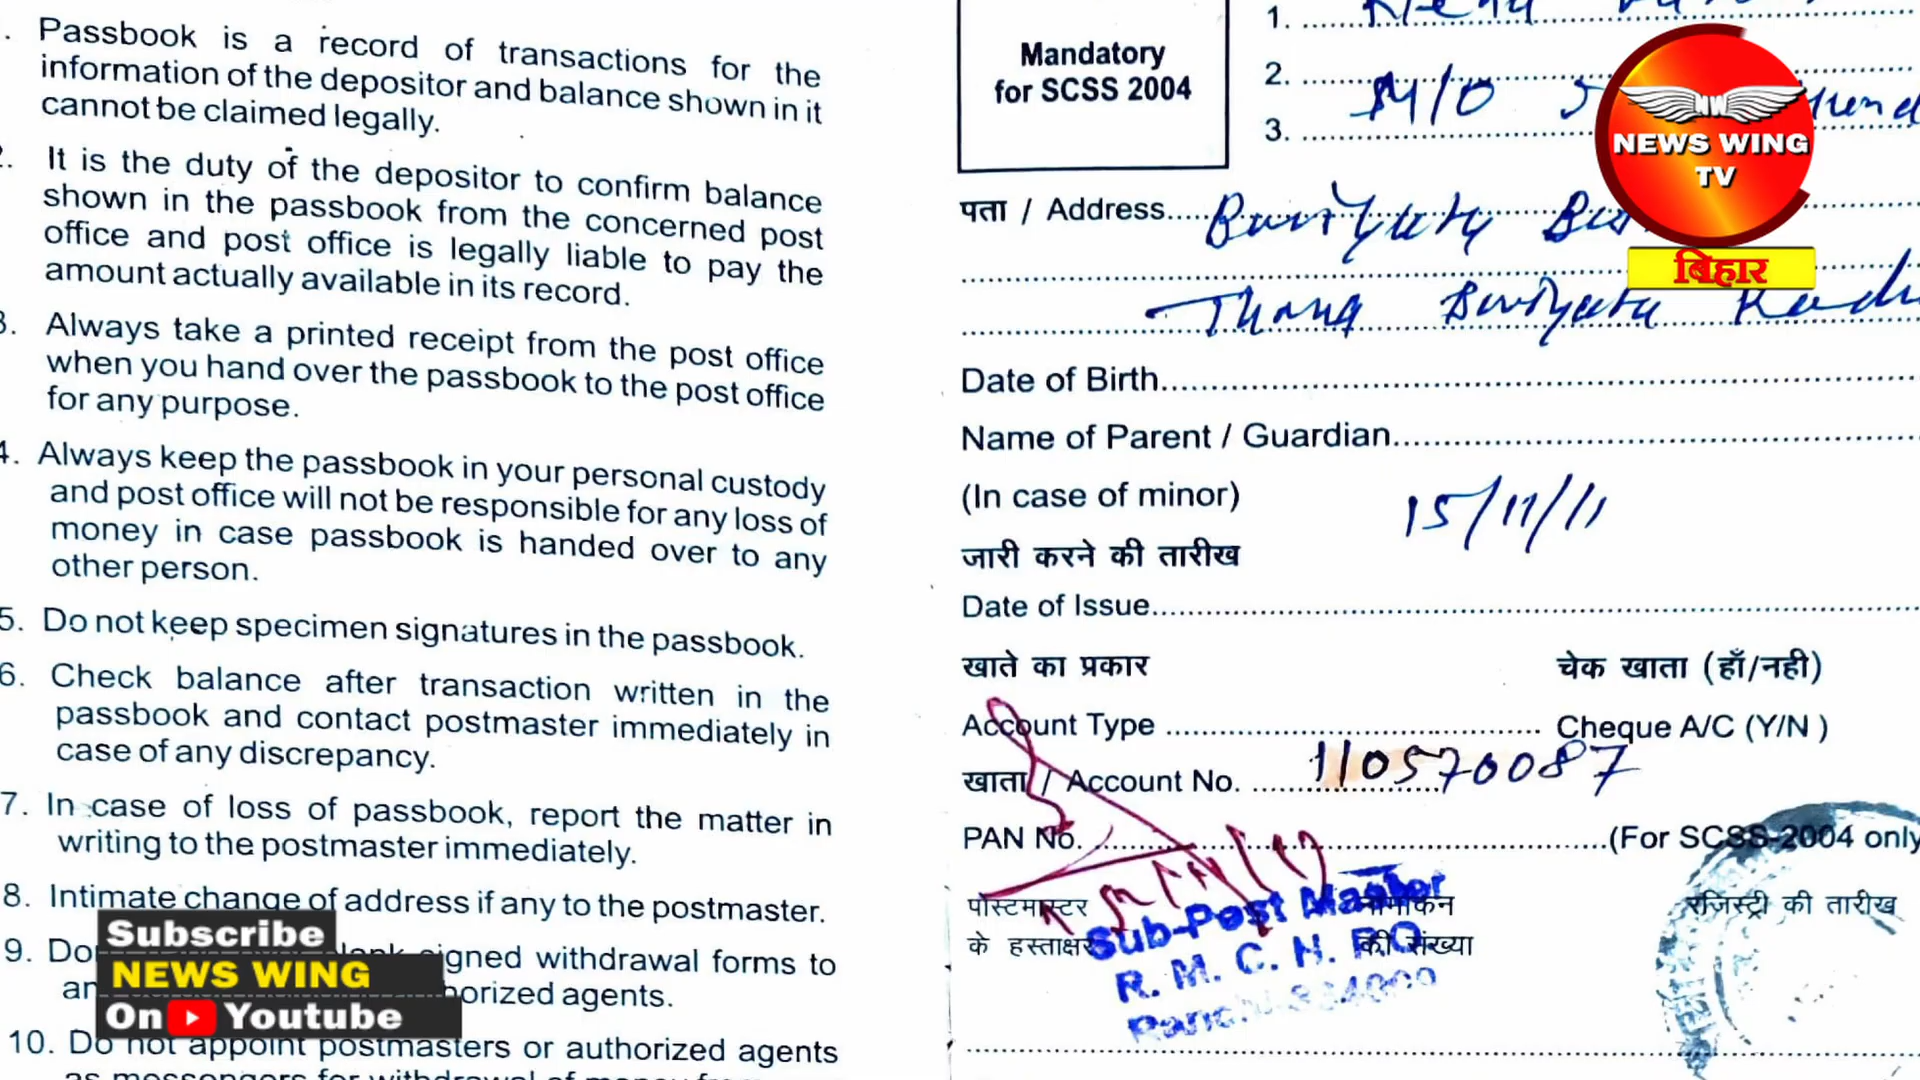 Passbook is a record of transactions for the
information of the depositor and balance shown in it
cannot be claimed legally.
It is the duty of the depositor to confirm balance
shown in the passbook from the concerned post
office and post office is legally liable to pay the
amount actually available in its record.
3. Always take a printed receipt from the post office
when you hand over the passbook to the post office
for any purpose.
4. Always keep the passbook in your personal custody
and post office will not be responsible for any loss of
money in case passbook is handed over to any
other person.
5. Do not keep specimen signatures in the passbook.
6. Check balance after transaction written in the
passbook and contact postmaster immediately in
case of any discrepancy.
7. In case of loss of passbook, report the matter in
writing to the postmaster immediately.
8. Intimate change of address if any to the postmaster.
9. Do signed withdrawal forms to
horized agents.
10. Do not appoint postmasters or authorized agents
Mandatory
for SCSS 2004
1.
2. M/O
3.
पता / Address
Thana
Date of Birth
Name of Parent / Guardian
(In case of minor)
15/11/11
जारी करने की तारीख
Date of Issue
खाते का प्रकार चेक खाता (हाँ/नही)
Account Type Cheque A/C (Y/N )
खाता / Account No. 110570087
PAN No. (For SCSS-2004 only
पोस्टमास्टर नामांकन रजिस्ट्री की तारीख
के हस्ताक्षर की संख्या
Sub-Post Master
R. M. C. H. P.O.
Ranchi-834009
NW
NEWS WING
TV
बिहार
Subscribe
NEWS WING
On Youtube